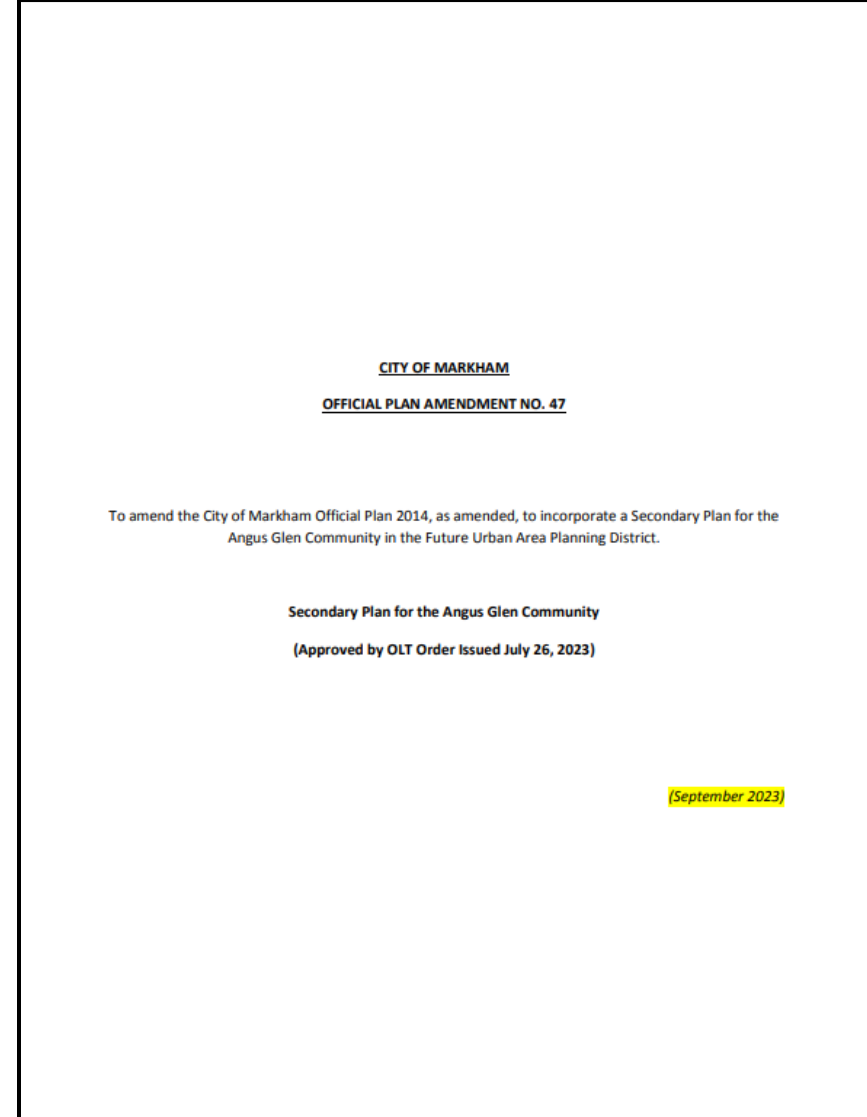 CITY OF MARKHAM
OFFICIAL PLAN AMENDMENT NO. 47
To amend the City of Markham Official Plan 2014, as amended, to incorporate a Secondary Plan for the
Angus Glen Community in the Future Urban Area Planning District.
Secondary Plan for the Angus Glen Community
(Approved by OLT Order Issued July 26, 2023)
(September 2023)